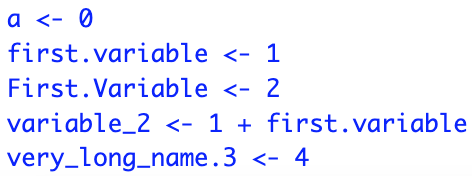 a <- 0
first.variable <- 1
First.Variable <- 2
variable_2 <- 1 + first.variable
very_long_name.3 <- 4